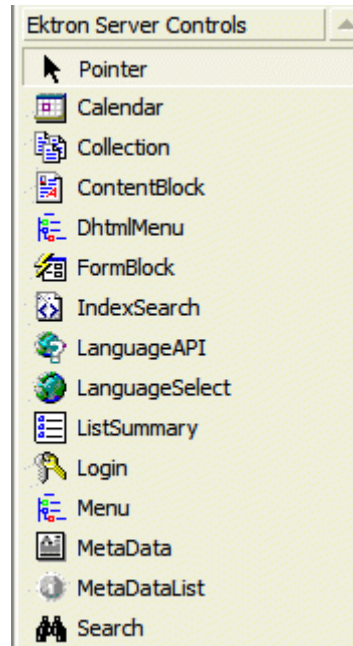 Ektron Server Controls
Pointer
Calendar
Collection
ContentBlock
DhtmlMenu
FormBlock
IndexSearch
LanguageAPI
LanguageSelect
ListSummary
Login
Menu
MetaData
MetaDataList
Search